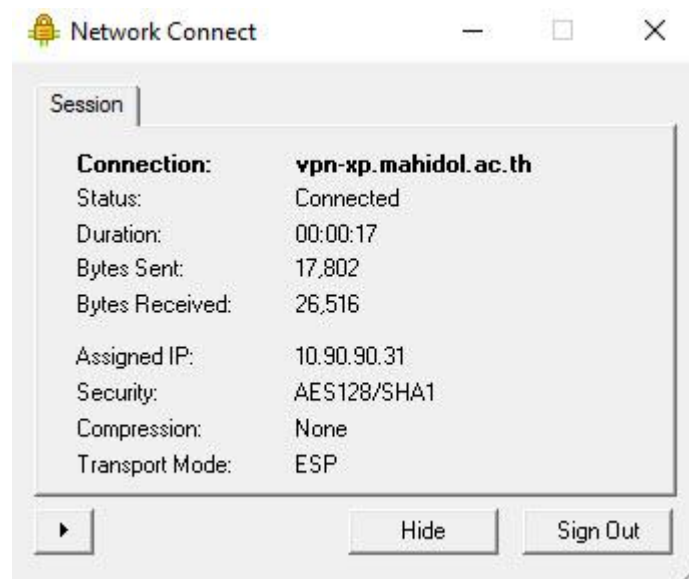 Network Connect
Session
Connection: vpn-xp.mahidol.ac.th
Status: Connected
Duration: 00:00:17
Bytes Sent: 17,802
Bytes Received: 26,516
Assigned IP: 10.90.90.31
Security: AES128/SHA1
Compression: None
Transport Mode: ESP
Hide Sign Out